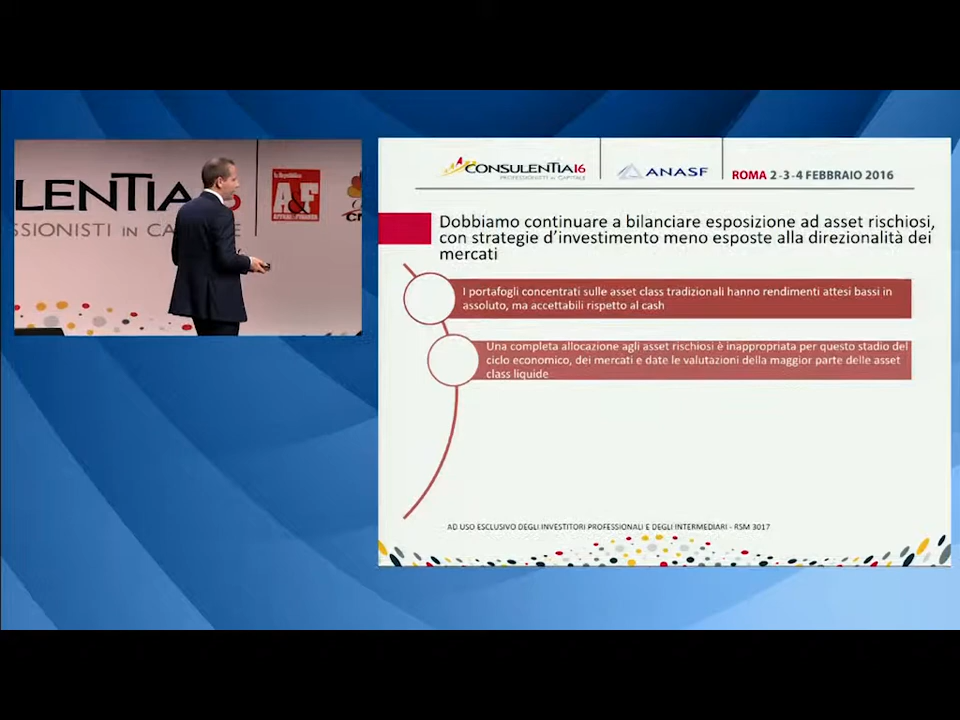 LENTIA
SSIONISTI IN CA
la Repubblica
A&F
AFFARI&FINANZA
CONSULENTIA16
PROFESSIONISTI IN CAPITALE
ANASF
ROMA 2-3-4 FEBBRAIO 2016
Dobbiamo continuare a bilanciare esposizione ad asset rischiosi,
con strategie d'investimento meno esposte alla direzionalità dei
mercati
I portafogli concentrati sulle asset class tradizionali hanno rendimenti attesi bassi in
assoluto, ma accettabili rispetto al cash
Una completa allocazione agli asset rischiosi è inappropriata per questo stadio del
ciclo economico, dei mercati e date le valutazioni della maggior parte delle asset
class liquide
AD USO ESCLUSIVO DEGLI INVESTITORI PROFESSIONALI E DEGLI INTERMEDIARI - RSM 3017